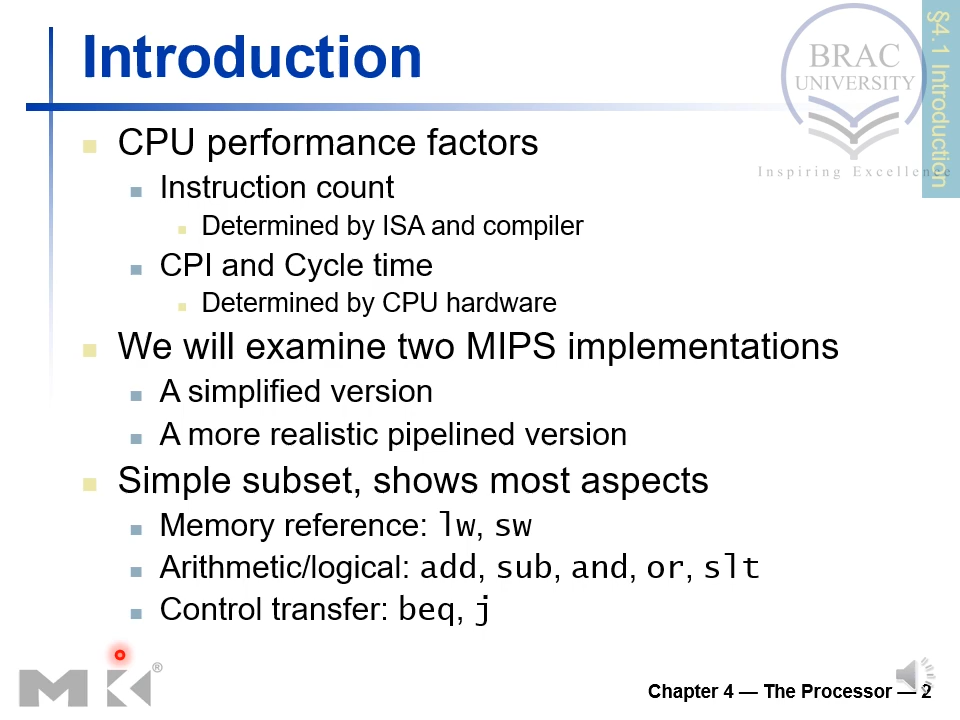 Introduction
BRAC
UNIVERSITY
Inspiring Excellence
§4.1 Introduction
CPU performance factors
Instruction count
Determined by ISA and compiler
CPI and Cycle time
Determined by CPU hardware
We will examine two MIPS implementations
A simplified version
A more realistic pipelined version
Simple subset, shows most aspects
Memory reference: lw, sw
Arithmetic/logical: add, sub, and, or, slt
Control transfer: beq, j
MK®
Chapter 4 — The Processor — 2